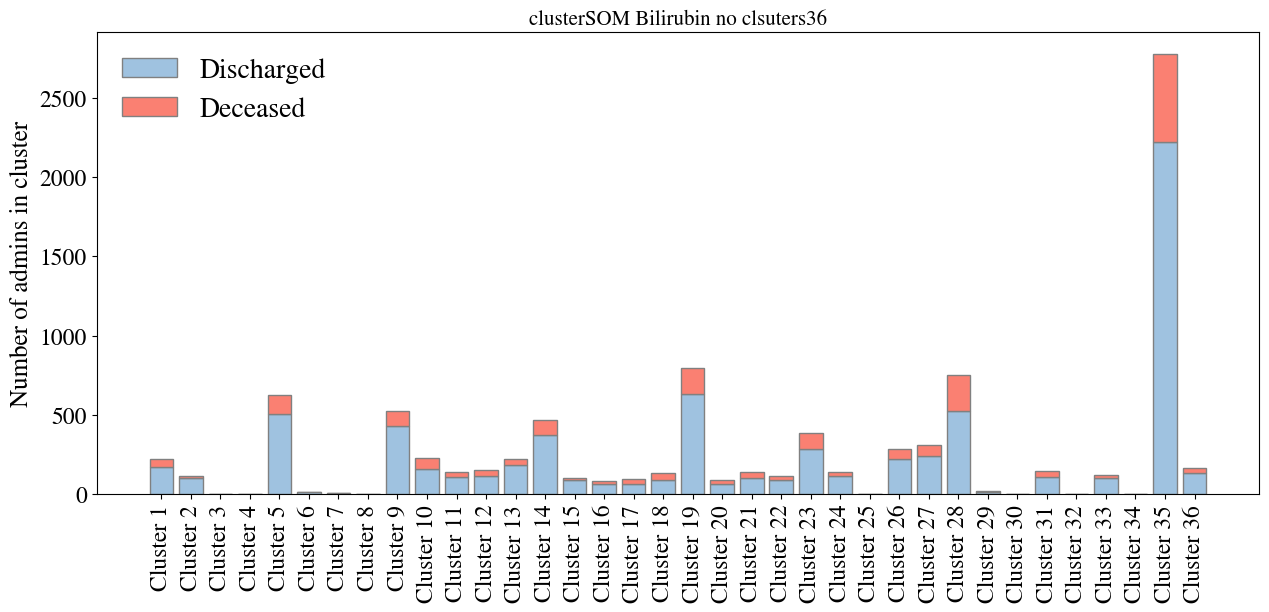 clusterSOM Bilirubin no clsuters36
Discharged
Deceased
Number of admins in cluster
2500
2000
1500
1000
500
0
Cluster 1
Cluster 2
Cluster 3
Cluster 4
Cluster 5
Cluster 6
Cluster 7
Cluster 8
Cluster 9
Cluster 10
Cluster 11
Cluster 12
Cluster 13
Cluster 14
Cluster 15
Cluster 16
Cluster 17
Cluster 18
Cluster 19
Cluster 20
Cluster 21
Cluster 22
Cluster 23
Cluster 24
Cluster 25
Cluster 26
Cluster 27
Cluster 28
Cluster 29
Cluster 30
Cluster 31
Cluster 32
Cluster 33
Cluster 34
Cluster 35
Cluster 36